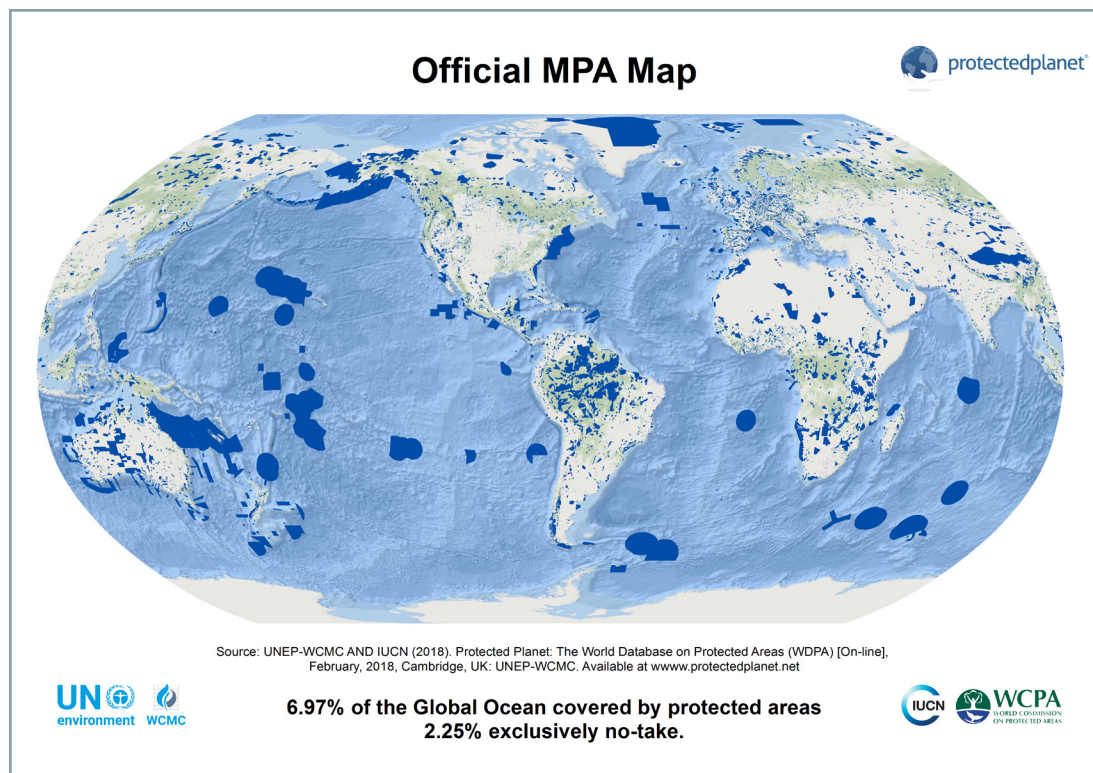 Official MPA Map
protectedplanet®
Source: UNEP-WCMC AND IUCN (2018). Protected Planet: The World Database on Protected Areas (WDPA) [On-line],
February, 2018, Cambridge, UK: UNEP-WCMC. Available at wwww.protectedplanet.net
6.97% of the Global Ocean covered by protected areas
2.25% exclusively no-take.
UN
environment
WCMC
IUCN
WCPA
WORLD COMMISSION
ON PROTECTED AREAS